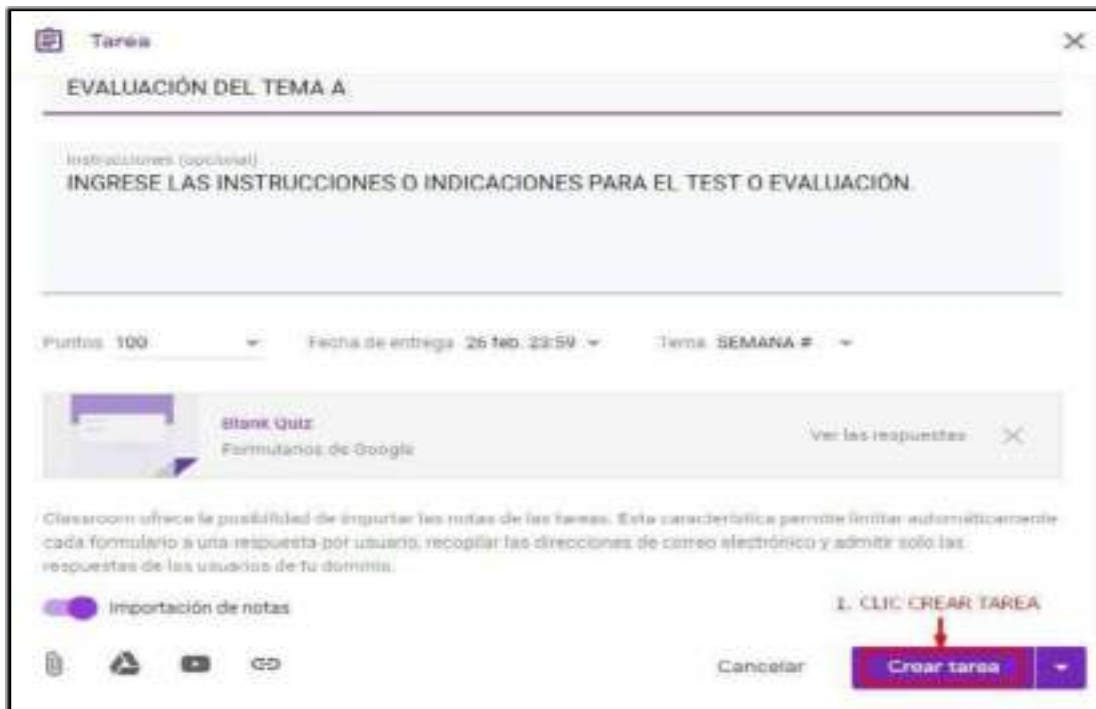 Tarea
EVALUACIÓN DEL TEMA A
Instrucciones (opcional)
INGRESE LAS INSTRUCCIONES O INDICACIONES PARA EL TEST O EVALUACIÓN.
Puntos 100 Fecha de entrega 26 feb. 23:59 Tema SEMANA #
Blank Quiz
Formularios de Google
Ver las respuestas
Classroom ofrece la posibilidad de importar las notas de las tareas. Esta característica permite limitar automáticamente
cada formulario a una respuesta por usuario, recopilar las direcciones de correo electrónico y admitir solo las
respuestas de los usuarios de tu dominio.
Importación de notas
1. CLIC CREAR TAREA
Cancelar
Crear tarea